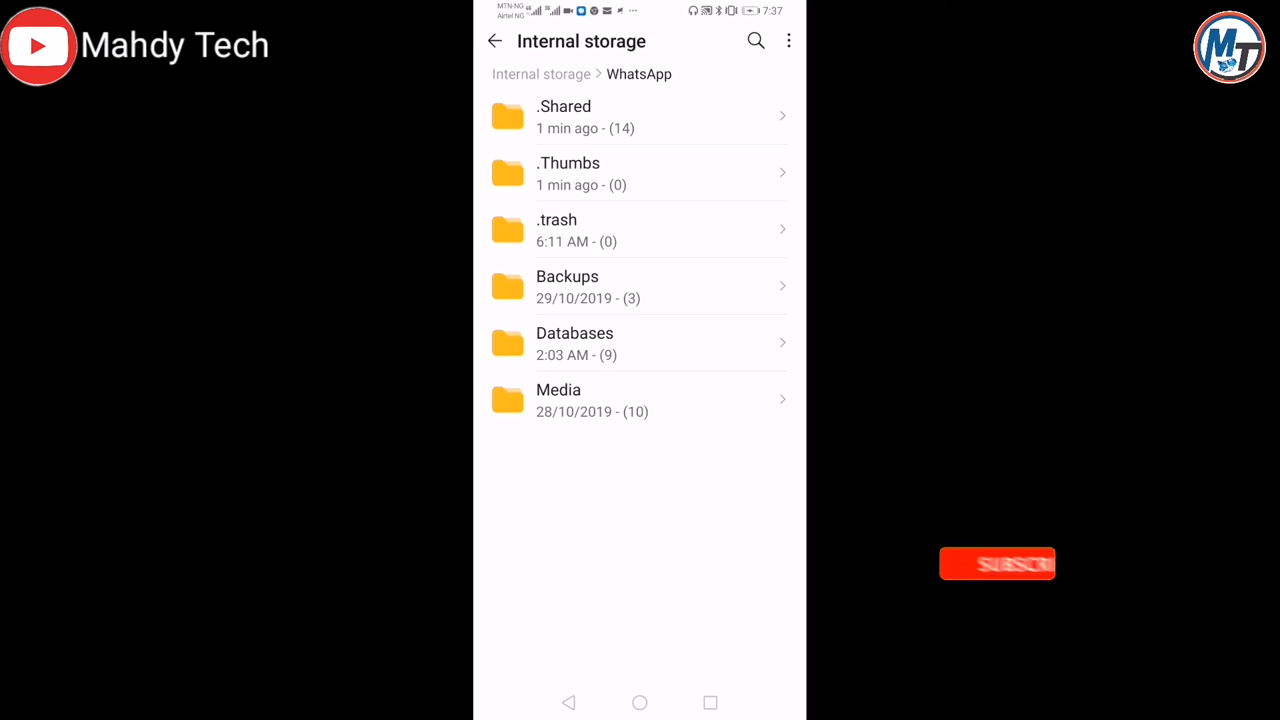 Mahdy Tech
MT
MTN-NG
Airtel NG
7:37
Internal storage
Internal storage > WhatsApp
.Shared
1 min ago - (14)
.Thumbs
1 min ago - (0)
.trash
6:11 AM - (0)
Backups
29/10/2019 - (3)
Databases
2:03 AM - (9)
Media
28/10/2019 - (10)
SUBSCRI